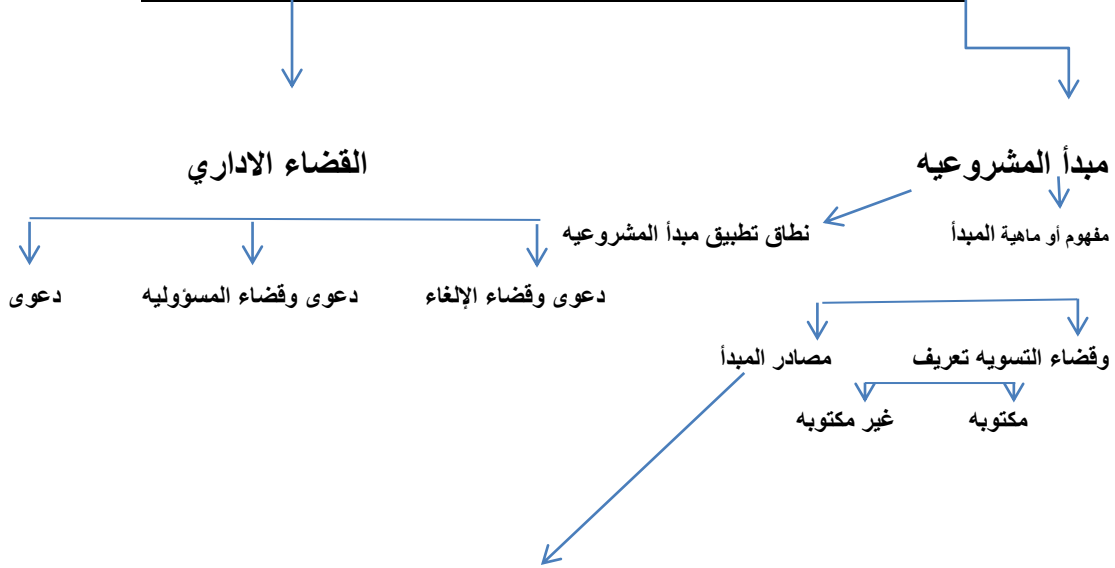 مبدأ المشروعيه القضاء الاداري
مفهوم أو ماهية المبدأ نطاق تطبيق مبدأ المشروعيه
دعوى وقضاء الإلغاء دعوى وقضاء المسؤوليه دعوى
وقضاء التسويه تعريف مصادر المبدأ
مكتوبه غير مكتوبه